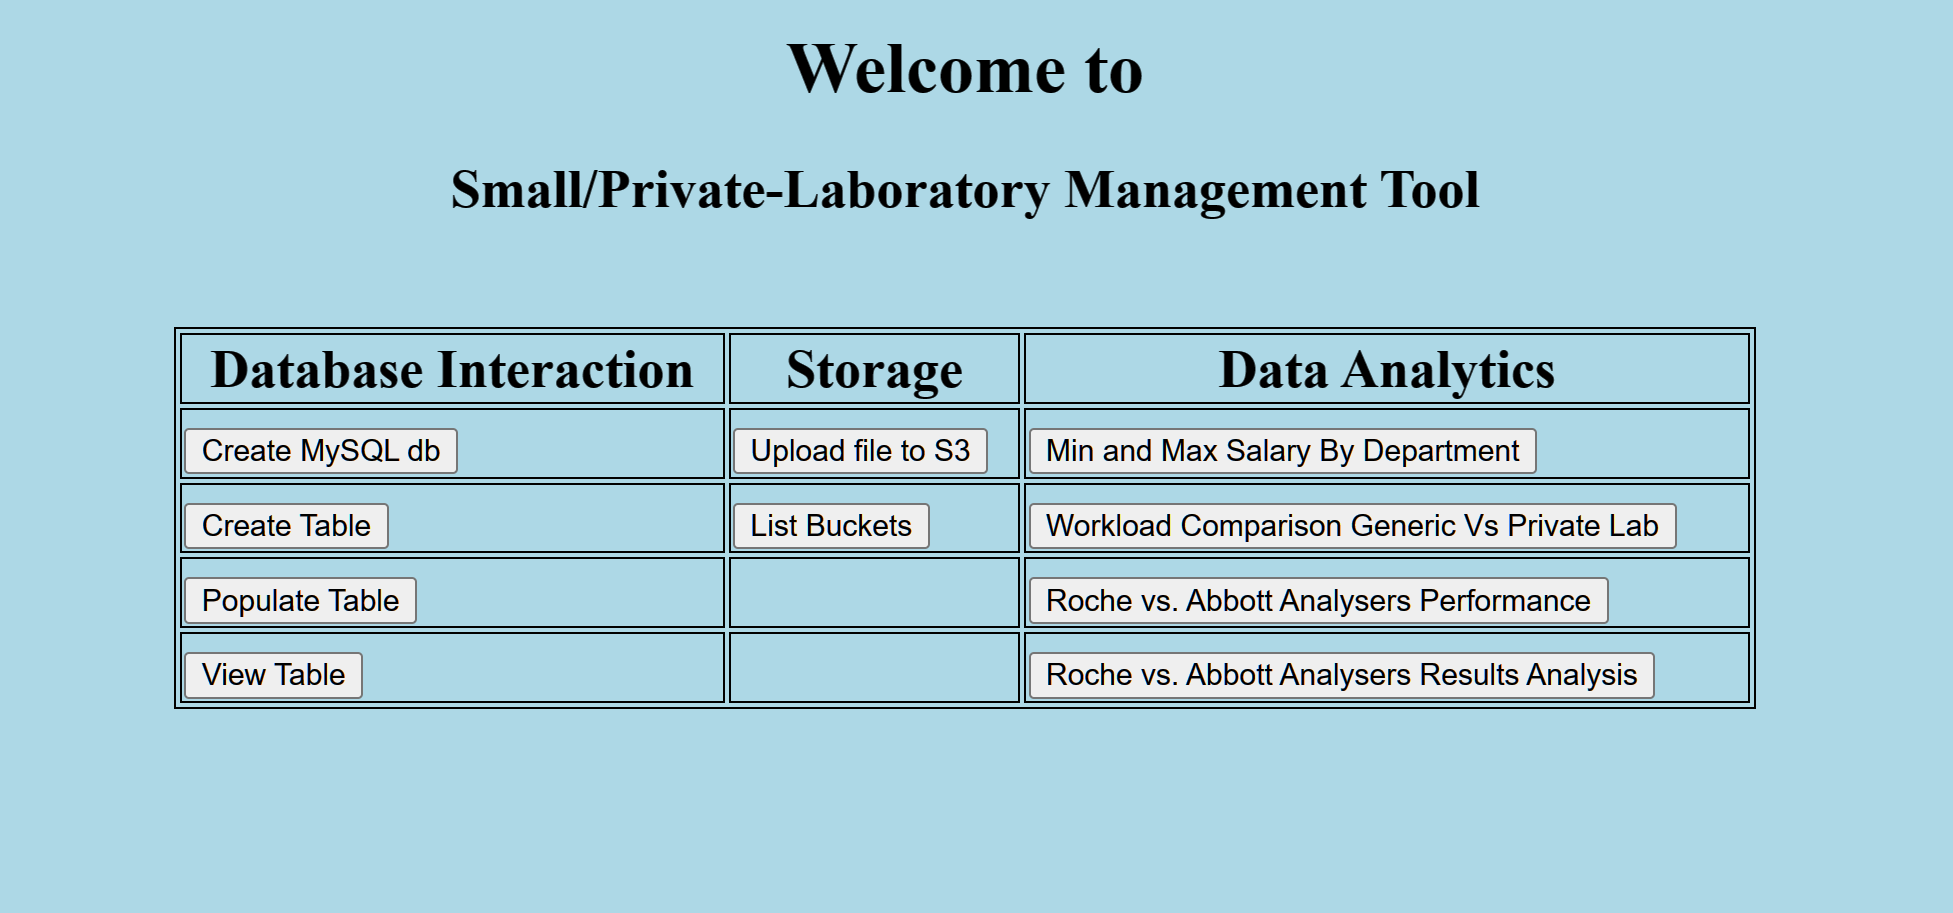 Welcome to
Small/Private-Laboratory Management Tool
Database Interaction Storage Data Analytics
Create MySQL db Upload file to S3 Min and Max Salary By Department
Create Table List Buckets Workload Comparison Generic Vs Private Lab
Populate Table Roche vs. Abbott Analysers Performance
View Table Roche vs. Abbott Analysers Results Analysis